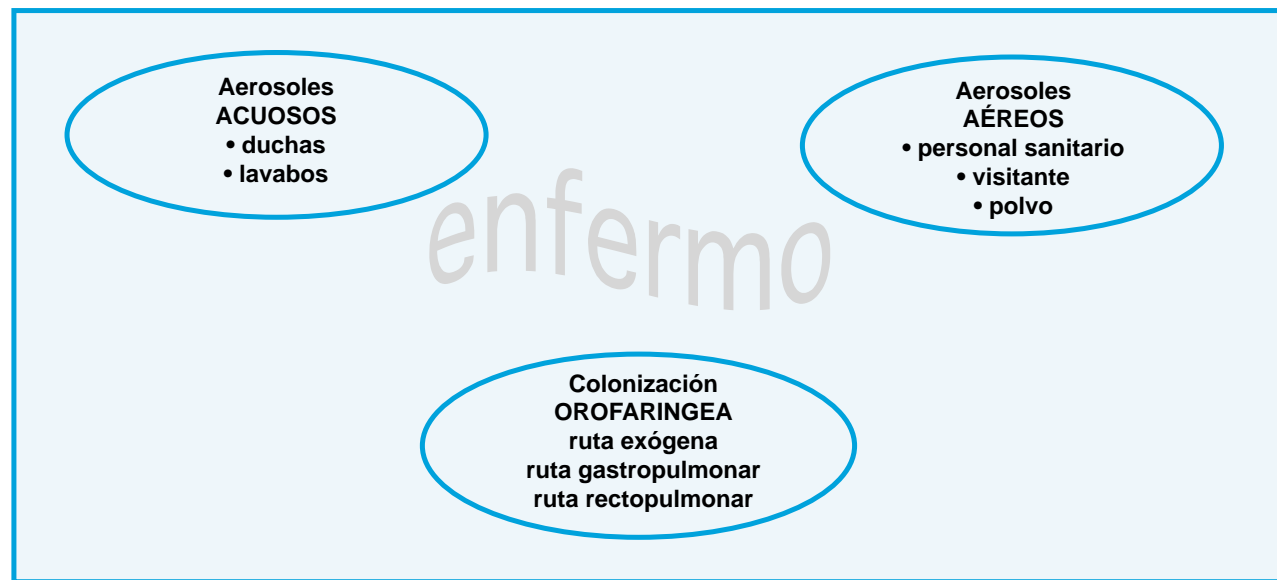 Aerosoles
ACUOSOS
• duchas
• lavabos
Aerosoles
AÉREOS
• personal sanitario
• visitante
• polvo
enfermo
Colonización
OROFARINGEA
ruta exógena
ruta gastropulmonar
ruta rectopulmonar